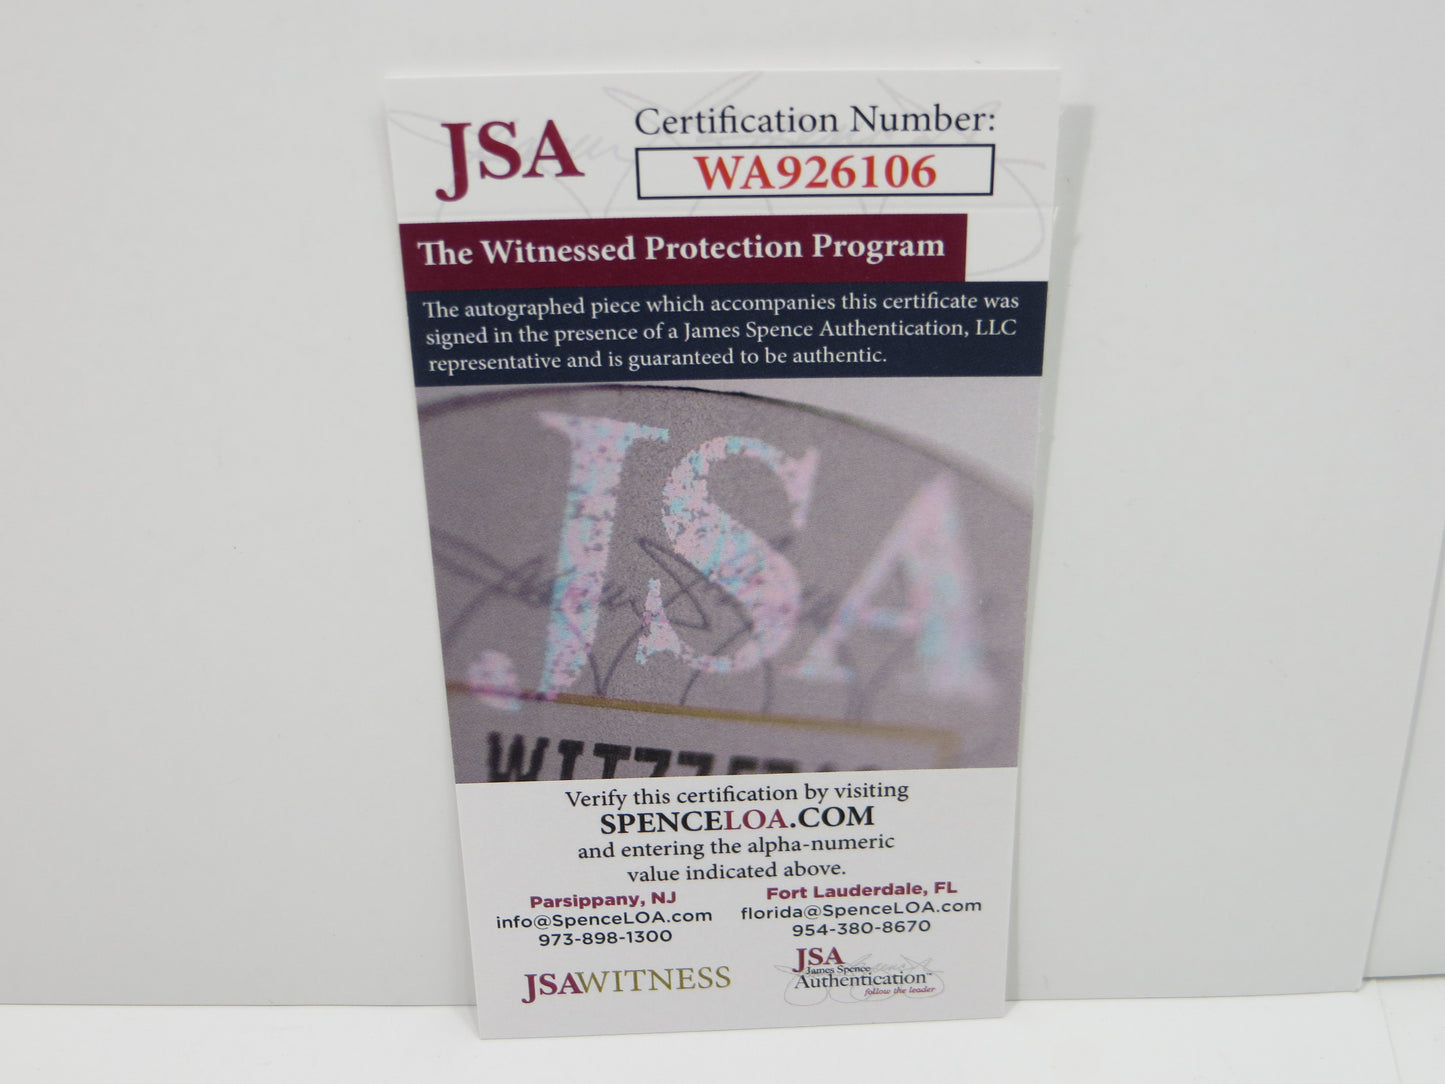 JSA
Certification Number:
WA926106
The Witnessed Protection Program
The autographed piece which accompanies this certificate was
signed in the presence of a James Spence Authentication, LLC
representative and is guaranteed to be authentic.
JSA
Verify this certification by visiting
SPENCELOA.COM
and entering the alpha-numeric
value indicated above.
Parsippany, NJ
info@SpenceLOA.com
973-898-1300
Fort Lauderdale, FL
florida@SpenceLOA.com
954-380-8670
JSAWITNESS
JSA
James Spence
Authentication™
follow the leader